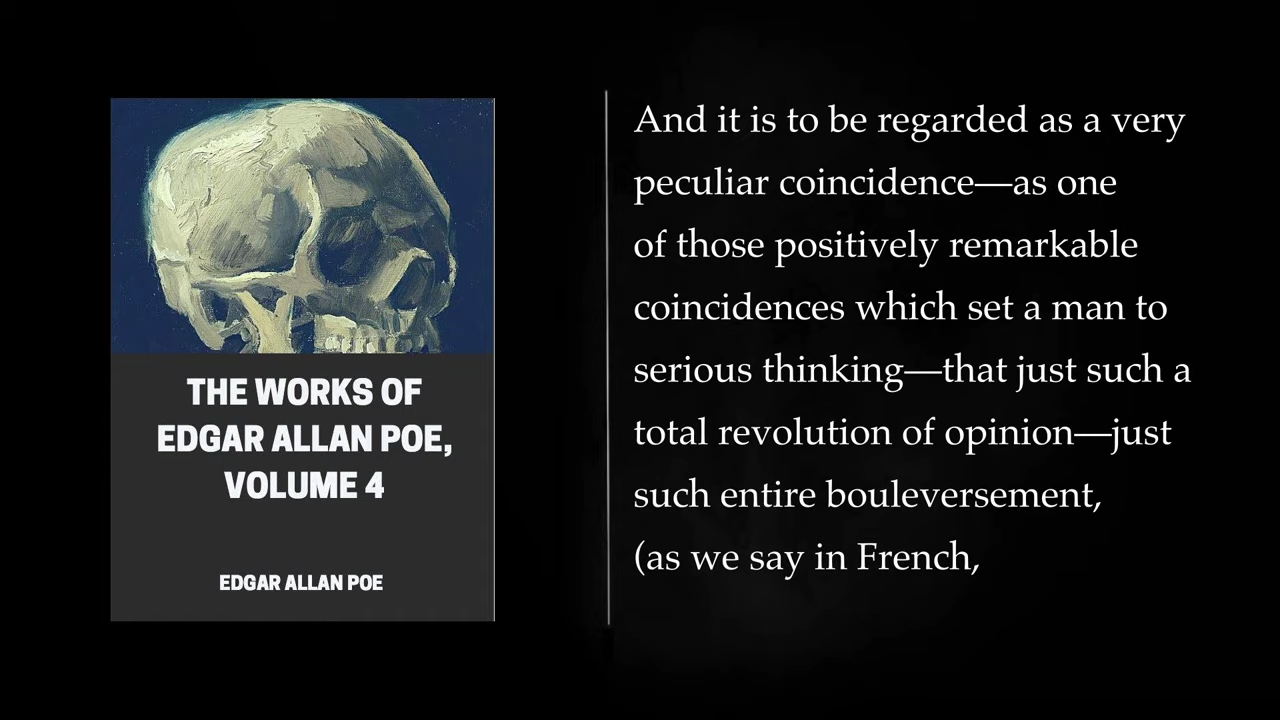 THE WORKS OF
EDGAR ALLAN POE,
VOLUME 4
EDGAR ALLAN POE
And it is to be regarded as a very
peculiar coincidence—as one
of those positively remarkable
coincidences which set a man to
serious thinking—that just such a
total revolution of opinion—just
such entire bouleversement,
(as we say in French,